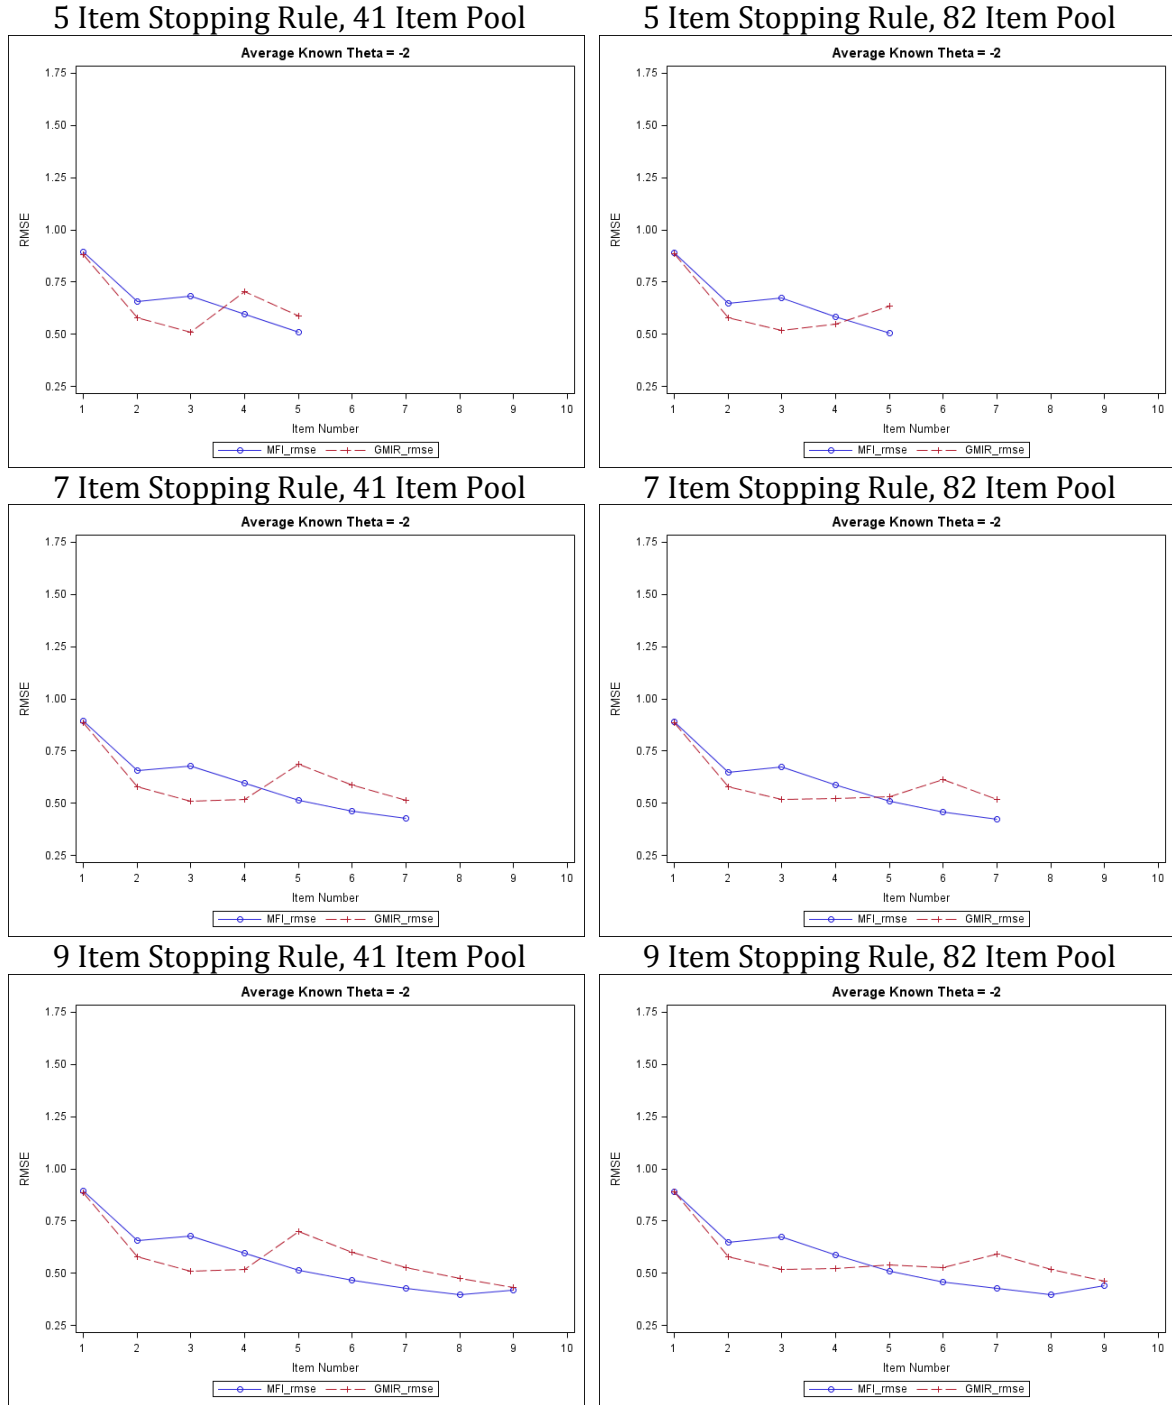 5 Item Stopping Rule, 41 Item Pool
Average Known Theta = -2
1.75
1.50
1.25
1.00
0.75
0.50
0.25
RMSE
1 2 3 4 5 6 7 8 9 10
Item Number
MFI_rmse GMIR_rmse
5 Item Stopping Rule, 82 Item Pool
Average Known Theta = -2
1.75
1.50
1.25
1.00
0.75
0.50
0.25
RMSE
1 2 3 4 5 6 7 8 9 10
Item Number
MFI_rmse GMIR_rmse
7 Item Stopping Rule, 41 Item Pool
Average Known Theta = -2
1.75
1.50
1.25
1.00
0.75
0.50
0.25
RMSE
1 2 3 4 5 6 7 8 9 10
Item Number
MFI_rmse GMIR_rmse
7 Item Stopping Rule, 82 Item Pool
Average Known Theta = -2
1.75
1.50
1.25
1.00
0.75
0.50
0.25
RMSE
1 2 3 4 5 6 7 8 9 10
Item Number
MFI_rmse GMIR_rmse
9 Item Stopping Rule, 41 Item Pool
Average Known Theta = -2
1.75
1.50
1.25
1.00
0.75
0.50
0.25
RMSE
1 2 3 4 5 6 7 8 9 10
Item Number
MFI_rmse GMIR_rmse
9 Item Stopping Rule, 82 Item Pool
Average Known Theta = -2
1.75
1.50
1.25
1.00
0.75
0.50
0.25
RMSE
1 2 3 4 5 6 7 8 9 10
Item Number
MFI_rmse GMIR_rmse